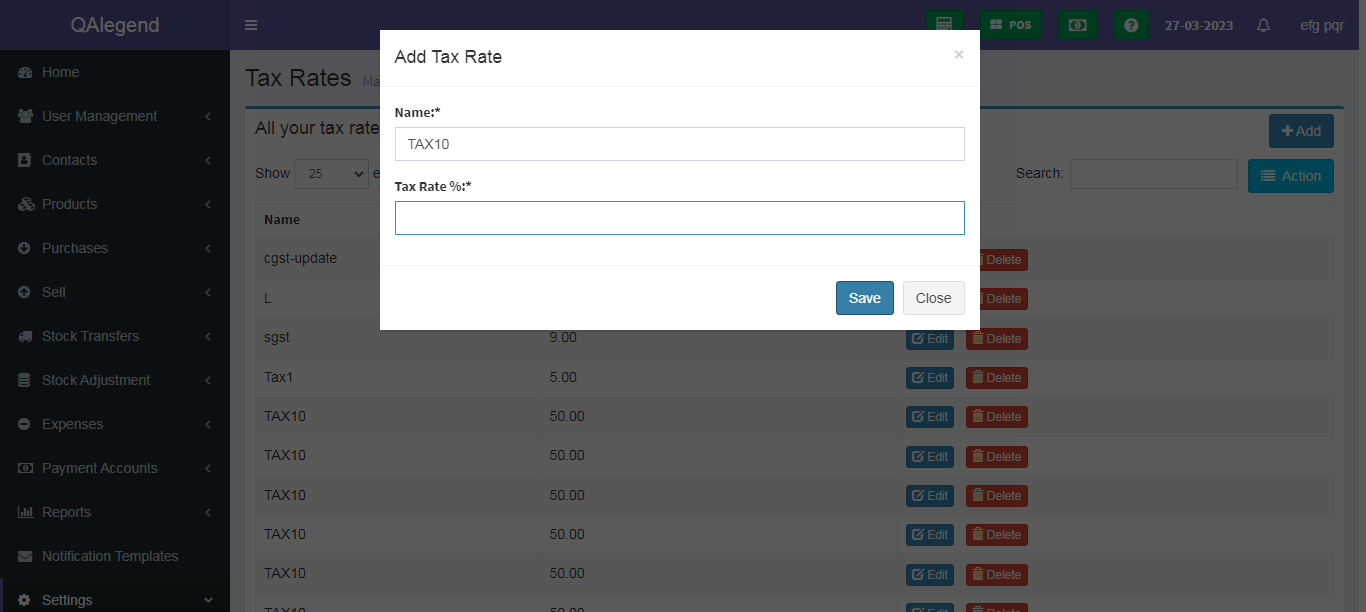 QAlegend
POS
27-03-2023
efg pqr
Home
User Management
Contacts
Products
Purchases
Sell
Stock Transfers
Stock Adjustment
Expenses
Payment Accounts
Reports
Notification Templates
Settings
Tax Rates Ma
All your tax rate
Add
Show 25 e
Search:
Action
Name
cgst-update Delete
L Delete
sgst 9.00 Edit Delete
Tax1 5.00 Edit Delete
TAX10 50.00 Edit Delete
TAX10 50.00 Edit Delete
TAX10 50.00 Edit Delete
TAX10 50.00 Edit Delete
TAX10 50.00 Edit Delete
TAX10 50.00 Edit Delete
Add Tax Rate ×
Name:*
TAX10
Tax Rate %:*
Save Close